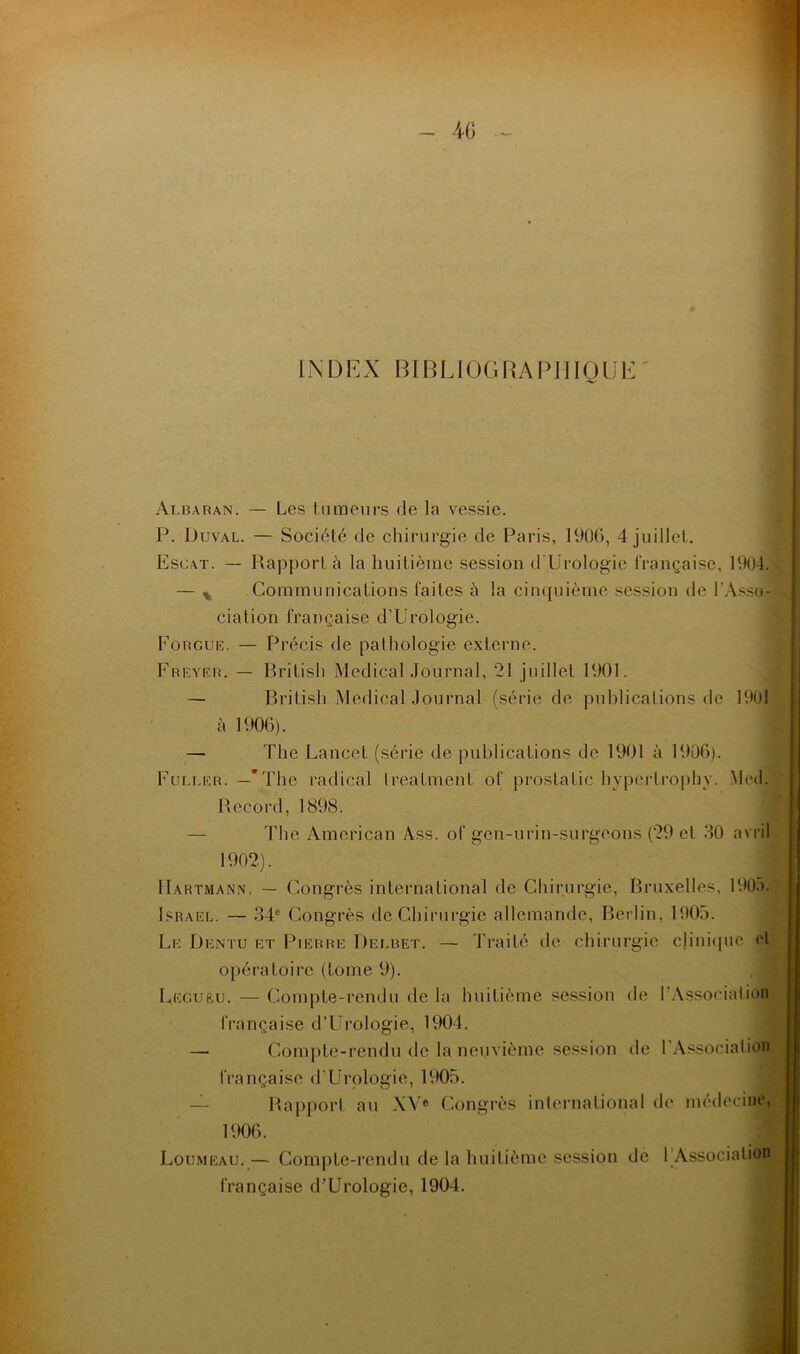 — 46 —
INDEX BIBLIOGRAPHIQUE
Albaran. — Les tumeurs de la vessie.
P. Duval. — Société de chirurgie de Paris, 1906, 4 juillet.
Escat. — Rapport à la huitième session d'Urologie française, 1904.
— Communications faites à la cinquième session de l'Asso-
ciation française d'Urologie.
Forgue. — Précis de pathologie externe.
Freyer. — British Medical Journal, 21 juillet 1901.
— British Medical Journal (série de publications de 1901
à 1906).
— The Lancet (série de publications de 1901 à 1906).
Fuller. — The radical treatment of prostatic hypertrophy. Med.
Record, 1898.
— The American Ass. of gen-urin-surgeons (29 et 30 avril
1902).
Hartmann. — Congrès international de Chirurgie, Bruxelles, 1905.
Israel. — 34e Congrès de Chirurgie allemande, Berlin, 1905.
Le Dentu et Pierre Delbet. — Traité de chirurgie clinique et
opératoire (tome 9).
Legueu. — Compte-rendu de la huitième session de l'Association
française d'Urologie, 1904.
— Compte-rendu de la neuvième session de l'Association
française d'Urologie, 1905.
— Rapport au XVe Congrès international de médecine,
1906.
Loumeau. — Compte-rendu de la huitième session de l'Association
française d'Urologie, 1904.